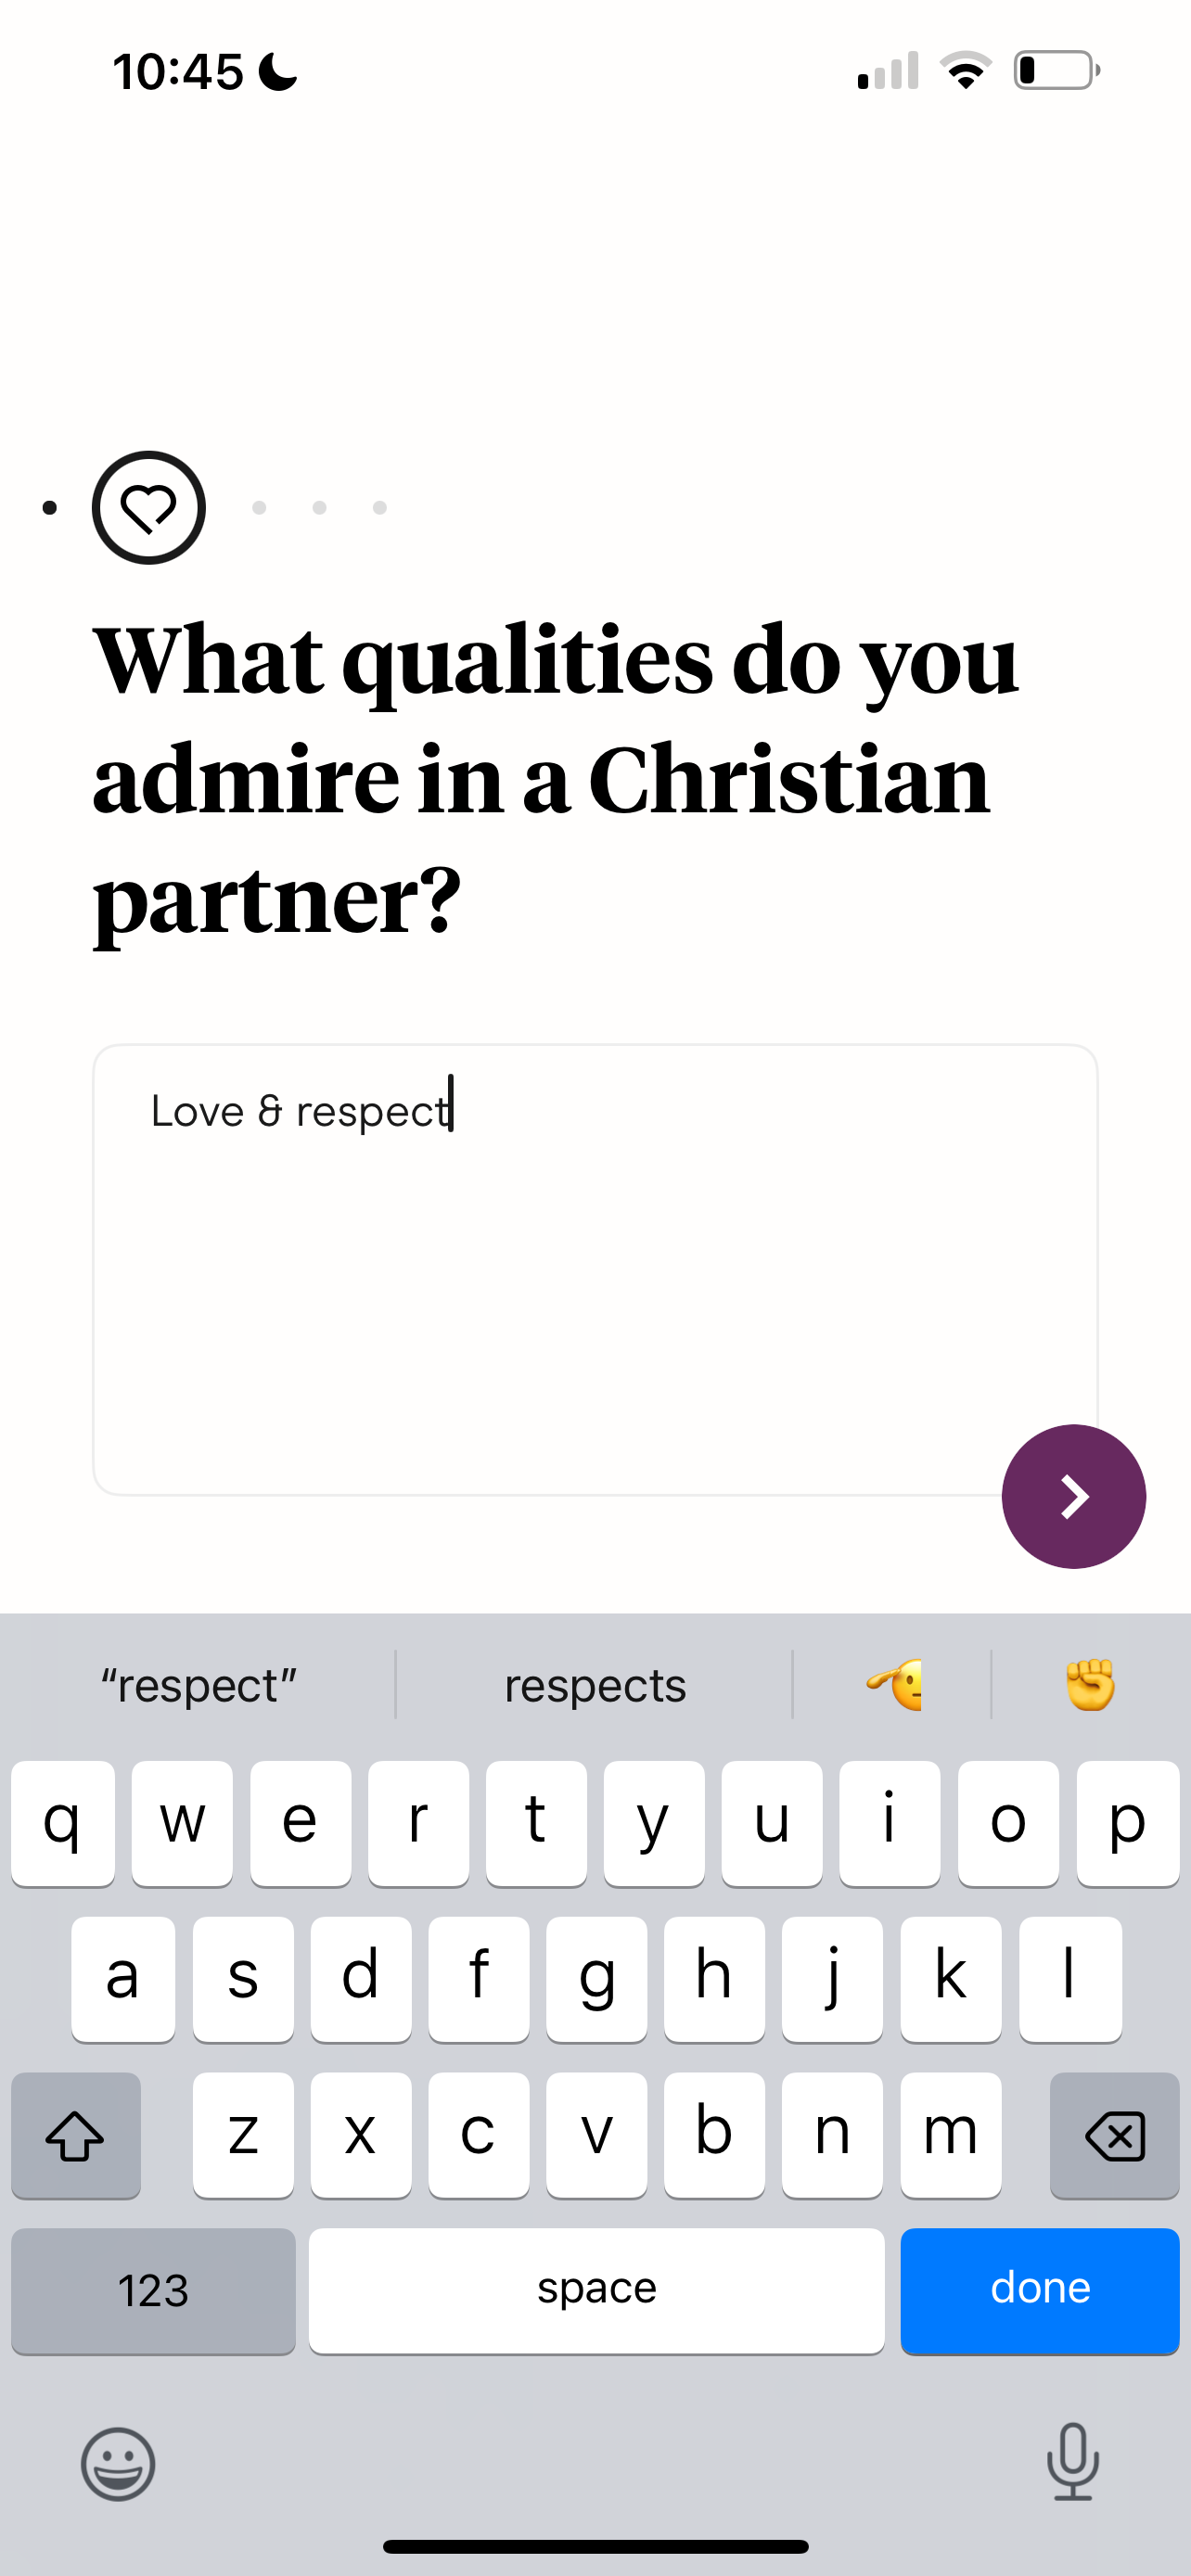 10:45
What qualities do you
admire in a Christian
partner?
Love & respect
“respect” respects
q w e r t y u i o p
a s d f g h j k l
z x c v b n m
123 space done